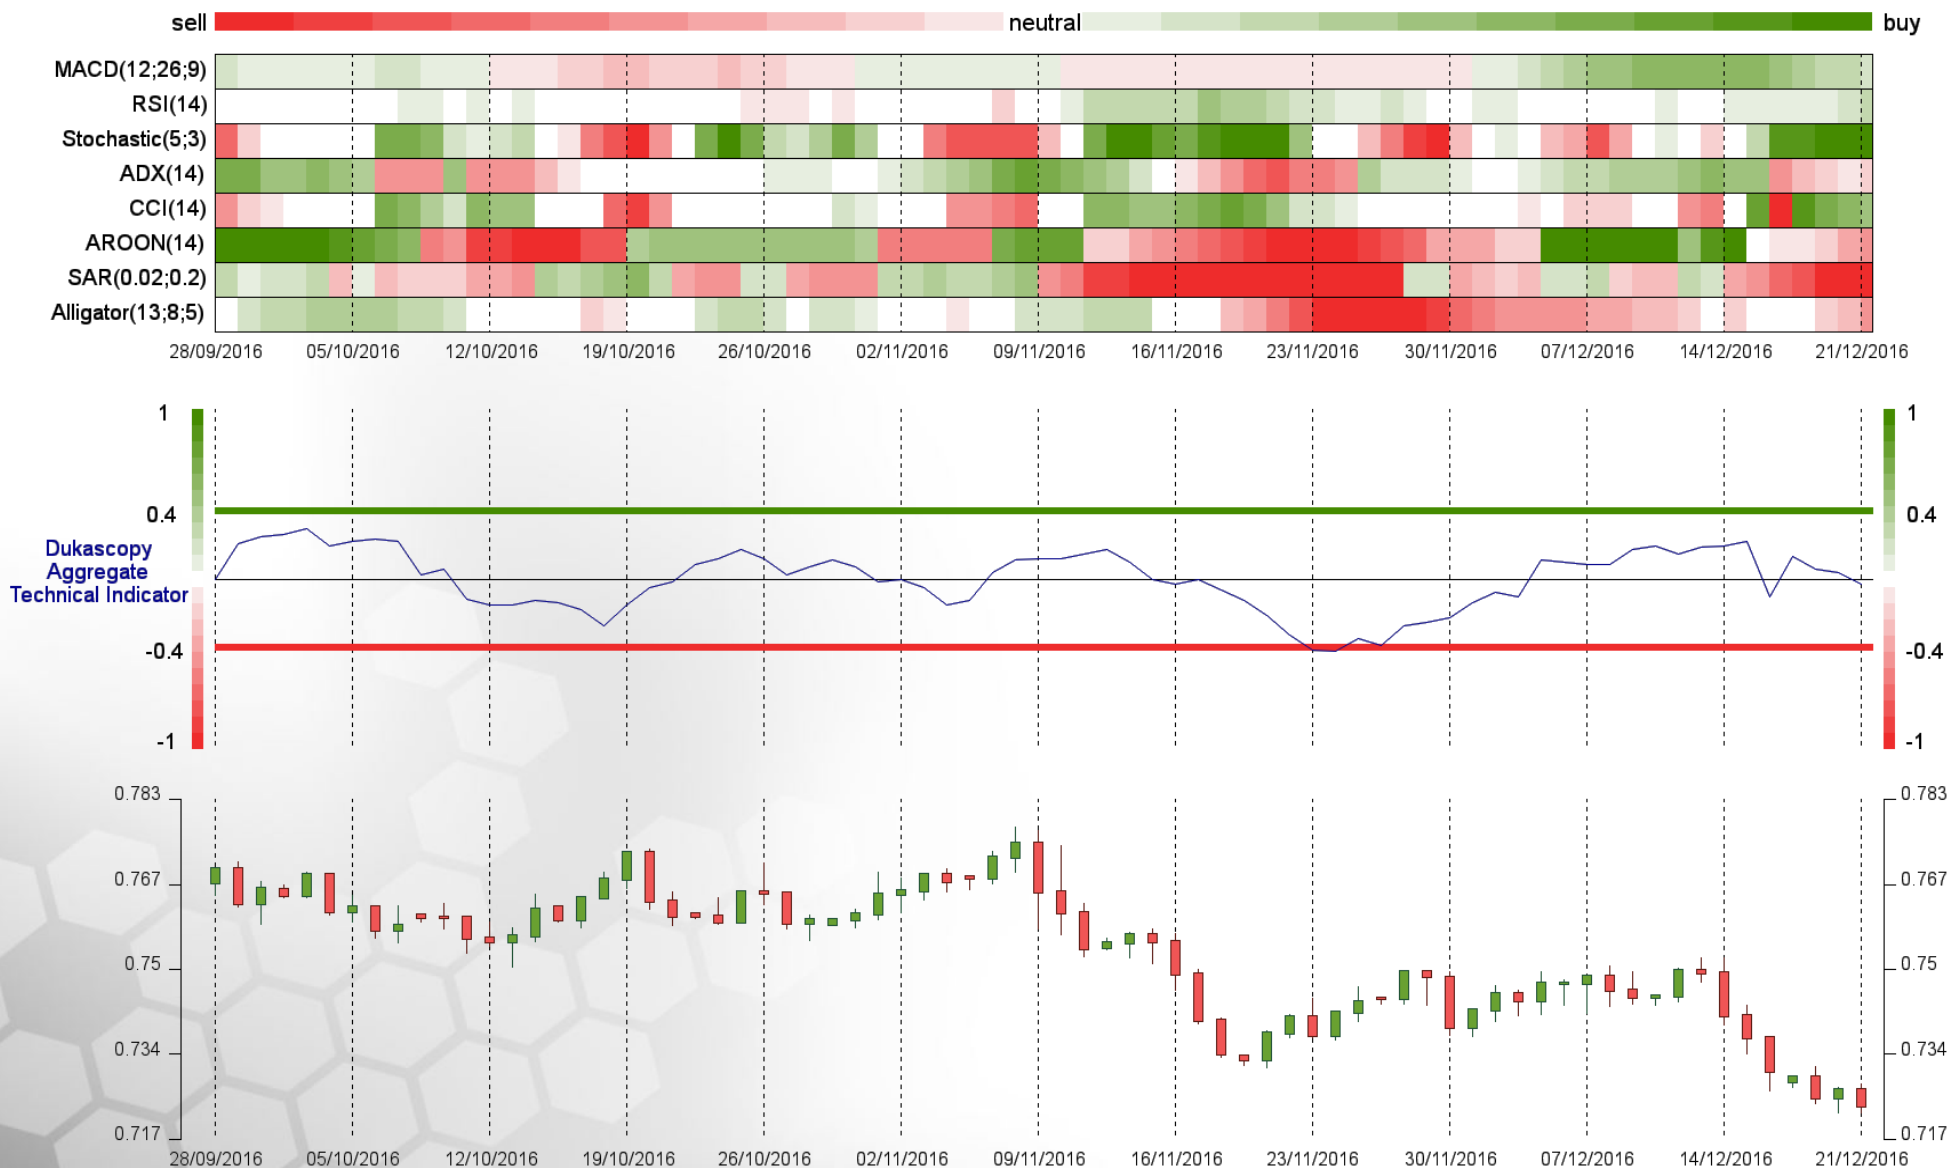 sell neutral buy
MACD(12;26;9)
RSI(14)
Stochastic(5;3)
ADX(14)
CCI(14)
AROON(14)
SAR(0.02;0.2)
Alligator(13;8;5)
28/09/2016 05/10/2016 12/10/2016 19/10/2016 26/10/2016 02/11/2016 09/11/2016 16/11/2016 23/11/2016 30/11/2016 07/12/2016 14/12/2016 21/12/2016
1 1
0.4 0.4
Dukascopy
Aggregate
Technical Indicator
-0.4 -0.4
-1 -1
0.783 0.783
0.767 0.767
0.75 0.75
0.734 0.734
0.717 0.717
28/09/2016 05/10/2016 12/10/2016 19/10/2016 26/10/2016 02/11/2016 09/11/2016 16/11/2016 23/11/2016 30/11/2016 07/12/2016 14/12/2016 21/12/2016